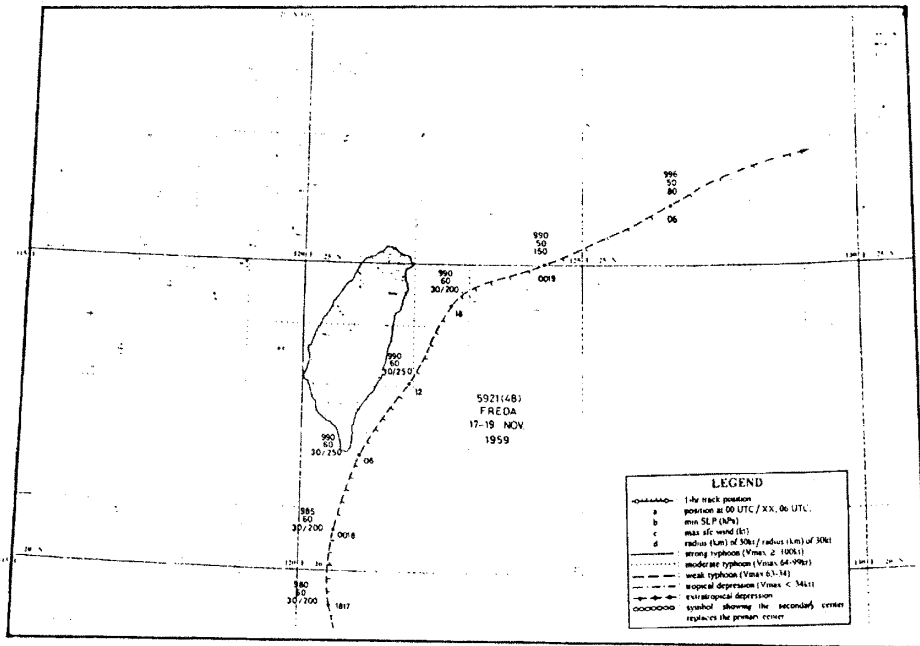 996
50
80
06
990
50
150
0019
990
60
30/200
18
990
60
30/250
12
5921(48)
FREDA
17-19 NOV.
1959
990
60
30/250
06
985
60
30/200
0018
980
60
30/200
1817
LEGEND
1-hr track position
a position at 00 UTC / XX, 06 UTC,
b min SLP (hPa)
c max sfc wind (kt)
d radius (km) of 50kt / radius (km) of 30kt
strong typhoon (Vmax ≥ 100kt)
moderate typhoon (Vmax 64-99kt)
weak typhoon (Vmax 63-34)
tropical depression (Vmax < 34kt)
extratropical depression
symbol showing the secondary center
replaces the primary center